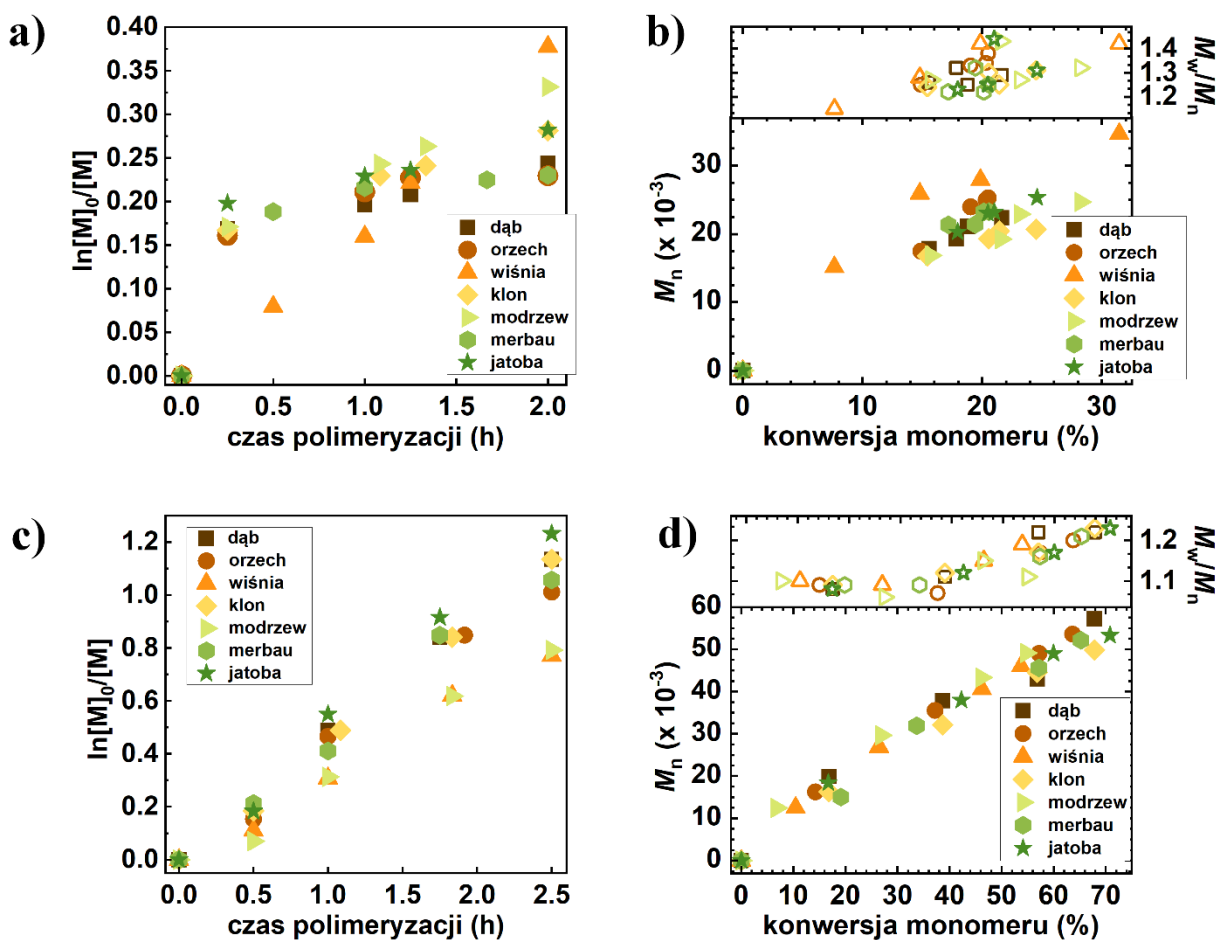 a)
ln[M]₀/[M]
0.40
0.35
0.30
0.25
0.20
0.15
0.10
0.05
0.00
dąb
orzech
wiśnia
klon
modrzew
merbau
jatoba
0.0 0.5 1.0 1.5 2.0
czas polimeryzacji (h)
b)
1.4
1.3
1.2
Mw/Mn
Mn (x 10⁻³)
30
20
10
0
dąb
orzech
wiśnia
klon
modrzew
merbau
jatoba
0 10 20 30
konwersja monomeru (%)
c)
ln[M]₀/[M]
1.2
1.0
0.8
0.6
0.4
0.2
0.0
dąb
orzech
wiśnia
klon
modrzew
merbau
jatoba
0.0 0.5 1.0 1.5 2.0 2.5
czas polimeryzacji (h)
d)
1.2
1.1
Mw/Mn
Mn (x 10⁻³)
60
50
40
30
20
10
0
dąb
orzech
wiśnia
klon
modrzew
merbau
jatoba
0 10 20 30 40 50 60 70
konwersja monomeru (%)